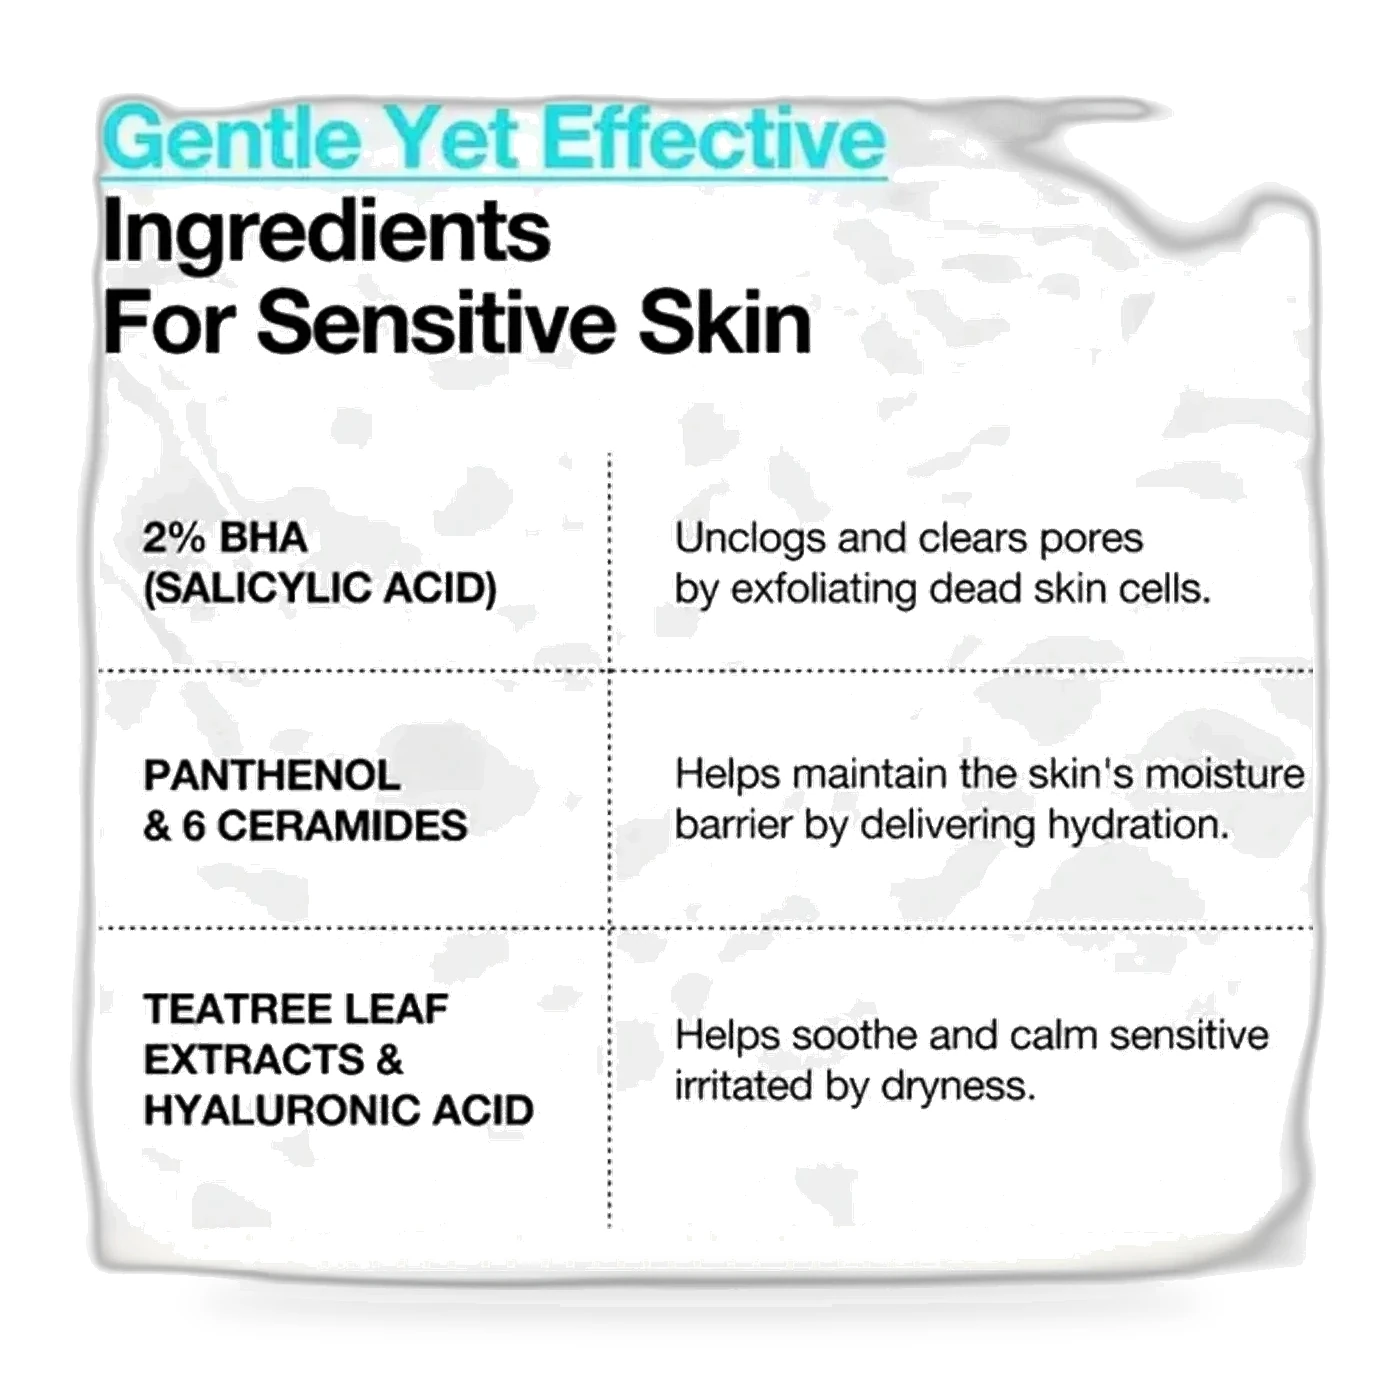 Gentle Yet Effective
Ingredients
For Sensitive Skin
2% BHA
(SALICYLIC ACID)
Unclogs and clears pores
by exfoliating dead skin cells.
PANTHENOL
& 6 CERAMIDES
Helps maintain the skin's moisture
barrier by delivering hydration.
TEATREE LEAF
EXTRACTS &
HYALURONIC ACID
Helps soothe and calm sensitive
irritated by dryness.